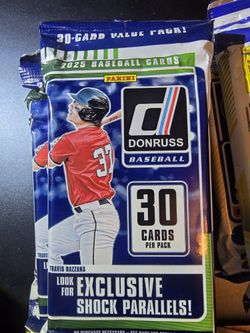 30-CARD VALUE PACK!
2025 BASEBALL CARDS
PANINI
D
DONRUSS
BASEBALL
37
30
CARDS
PER PACK
TRAVIS BAZZANA
LOOK
FOR
EXCLUSIVE
SHOCK PARALLELS!